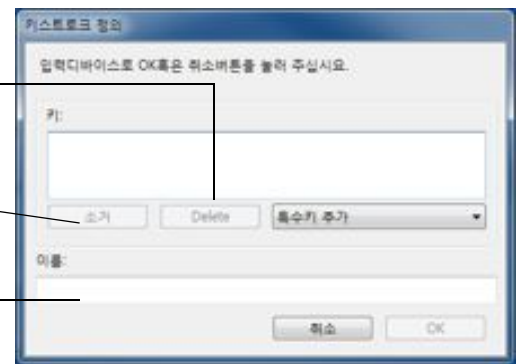 키스트로크 정의
입력디바이스로 OK혹은 취소버튼을 눌러 주십시요.
키:
소거 Delete 특수키 추가
이름:
취소 OK